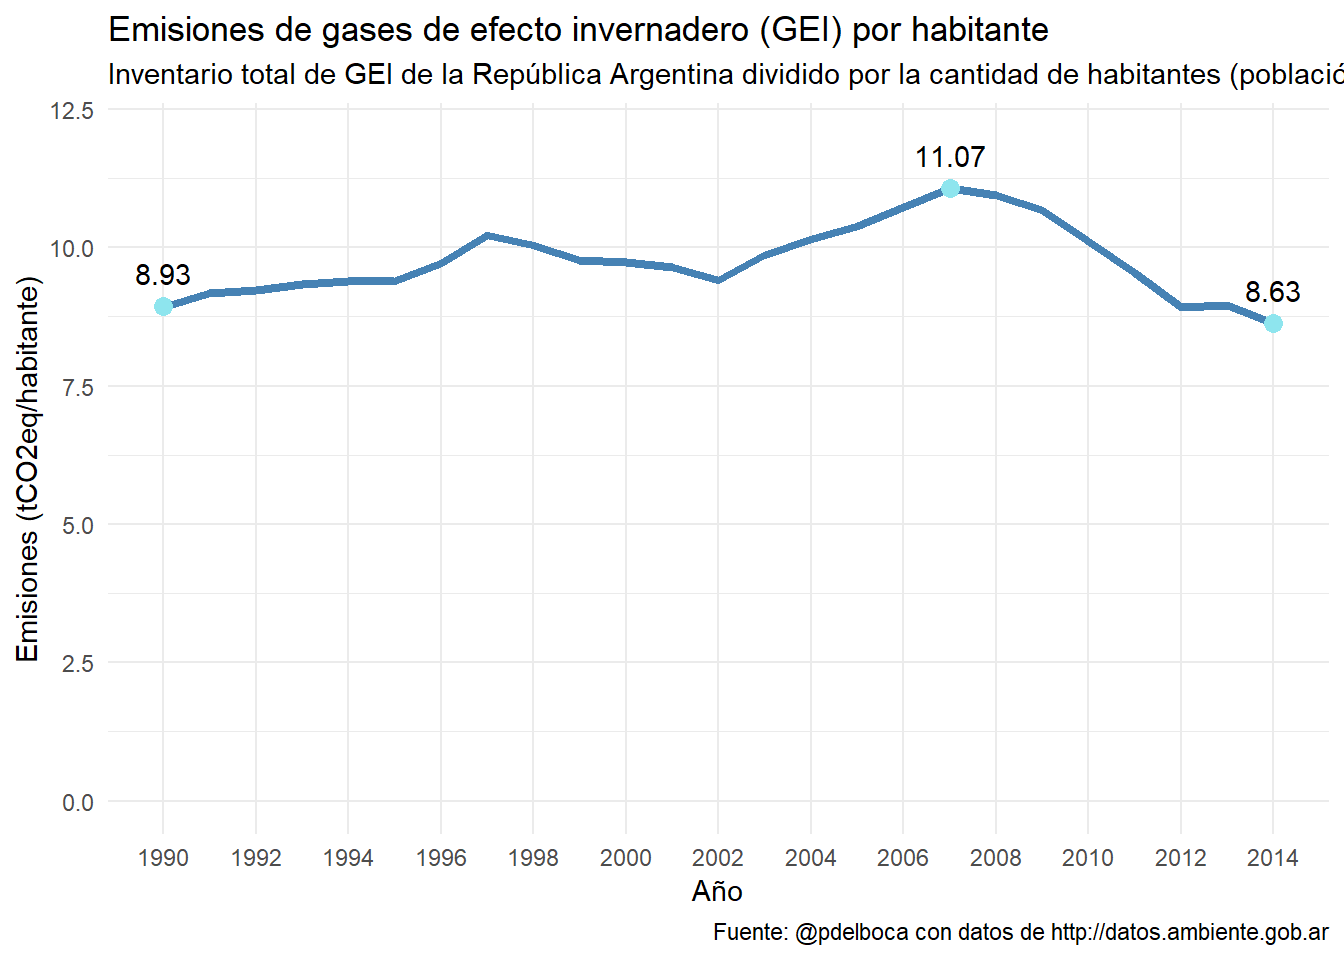 Emisiones de gases de efecto invernadero (GEI) por habitante
Inventario total de GEI de la República Argentina dividido por la cantidad de habitantes (població
12.5
10.0
7.5
5.0
2.5
0.0
Emisiones (tCO2eq/habitante)
8.93
11.07
8.63
1990 1992 1994 1996 1998 2000 2002 2004 2006 2008 2010 2012 2014
Año
Fuente: @pdelboca con datos de http://datos.ambiente.gob.ar